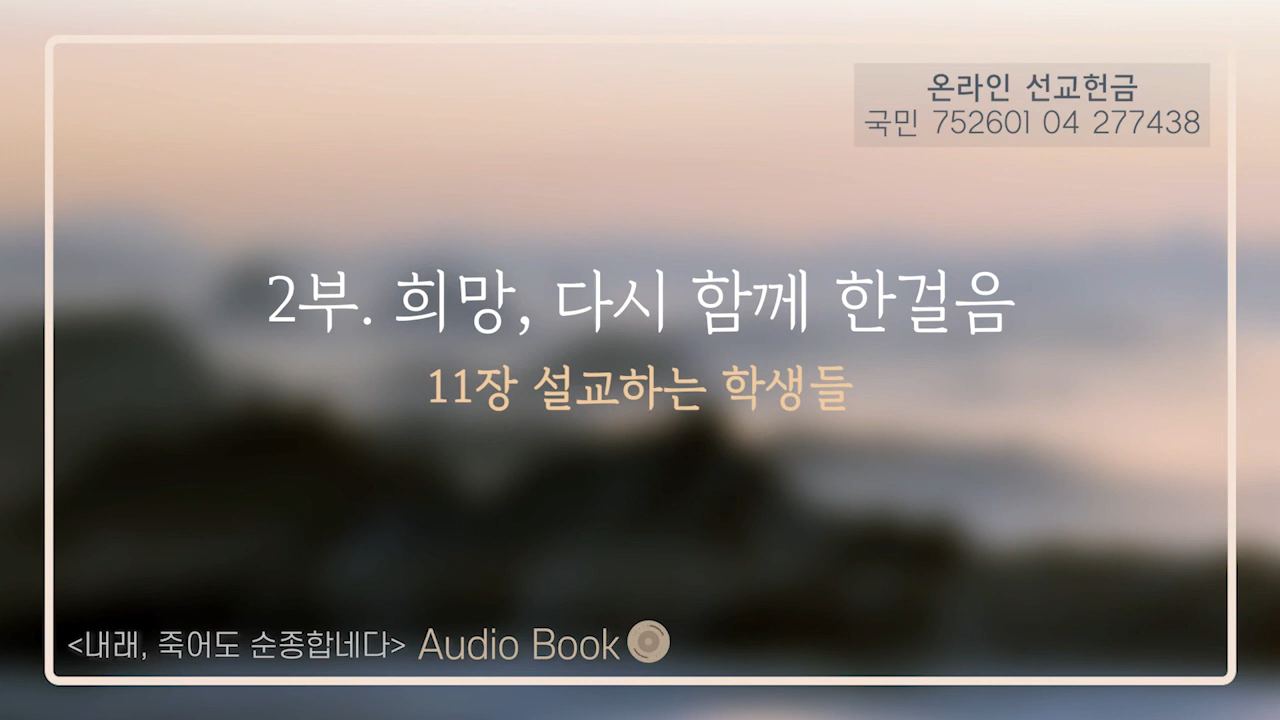 온라인 선교헌금
국민 752601 04 277438
2부. 희망, 다시 함께 한걸음
11장 설교하는 학생들
<내래, 죽어도 순종합네다> Audio Book